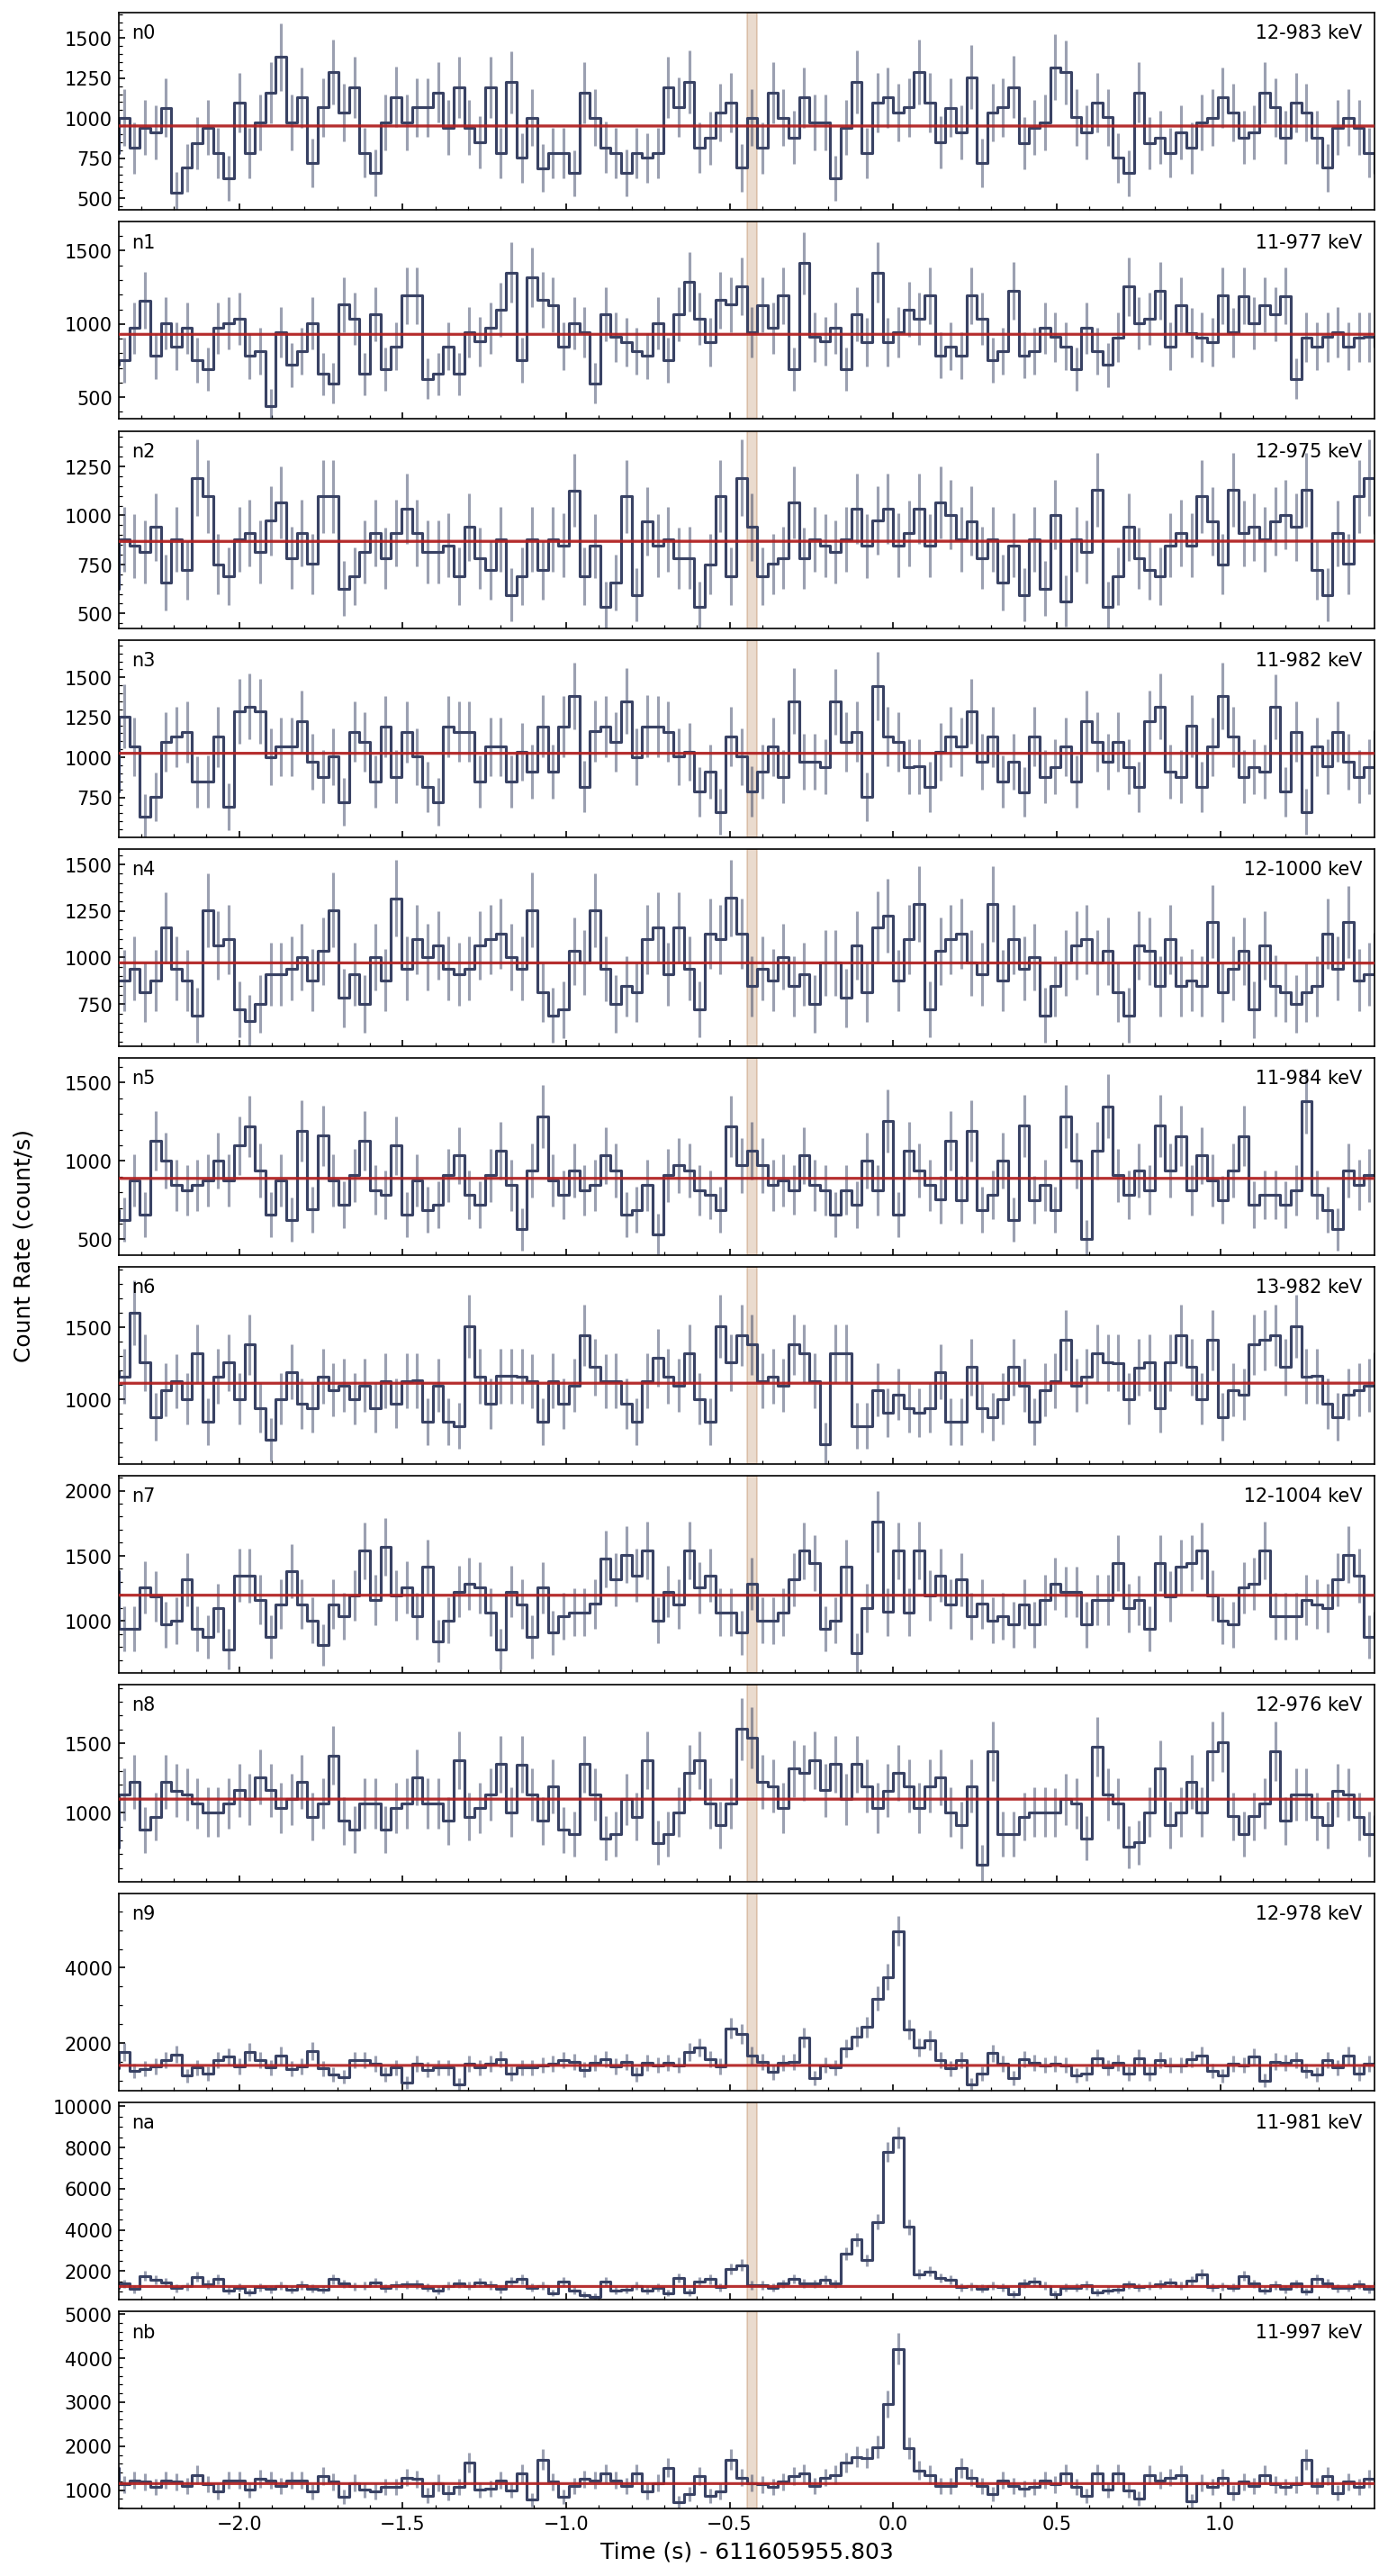 n0 12-983 keV
1500
1250
1000
750
500
n1 11-977 keV
1500
1000
500
n2 12-975 keV
1250
1000
750
500
n3 11-982 keV
1500
1250
1000
750
n4 12-1000 keV
1500
1250
1000
750
n5 11-984 keV
1500
1000
500
n6 13-982 keV
1500
1000
n7 12-1004 keV
2000
1500
1000
n8 12-976 keV
1500
1000
n9 12-978 keV
4000
2000
na 11-981 keV
10000
8000
6000
4000
2000
nb 11-997 keV
5000
4000
3000
2000
1000
−2.0 −1.5 −1.0 −0.5 0.0 0.5 1.0
Time (s) - 611605955.803
Count Rate (count/s)